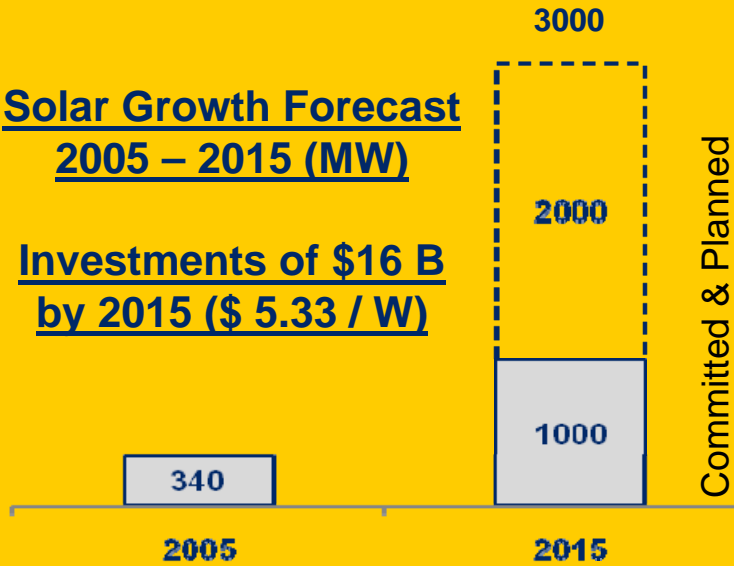 3000
Solar Growth Forecast
2005 – 2015 (MW)
2000
Investments of $16 B
by 2015 ($ 5.33 / W)
Committed & Planned
1000
340
2005
2015